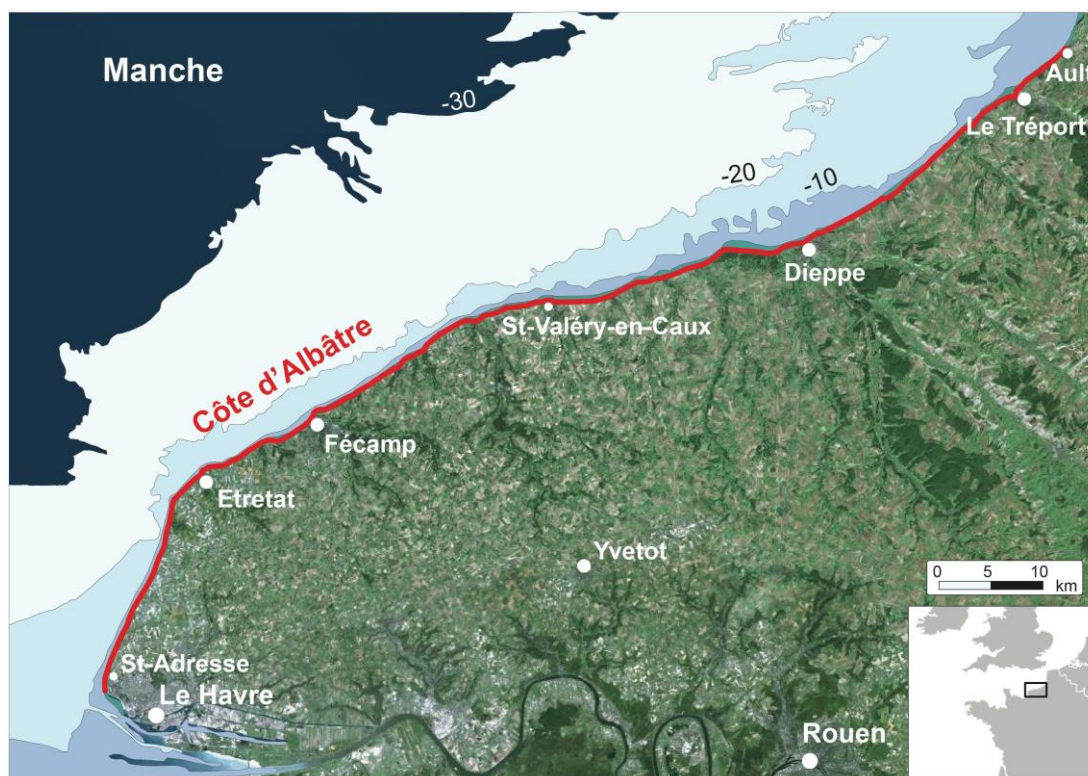 Manche
-30
Ault
Le Tréport
-20
-10
Dieppe
St-Valéry-en-Caux
Côte d'Albâtre
Fécamp
Etretat
Yvetot
0 5 10
km
St-Adresse
Le Havre
Rouen